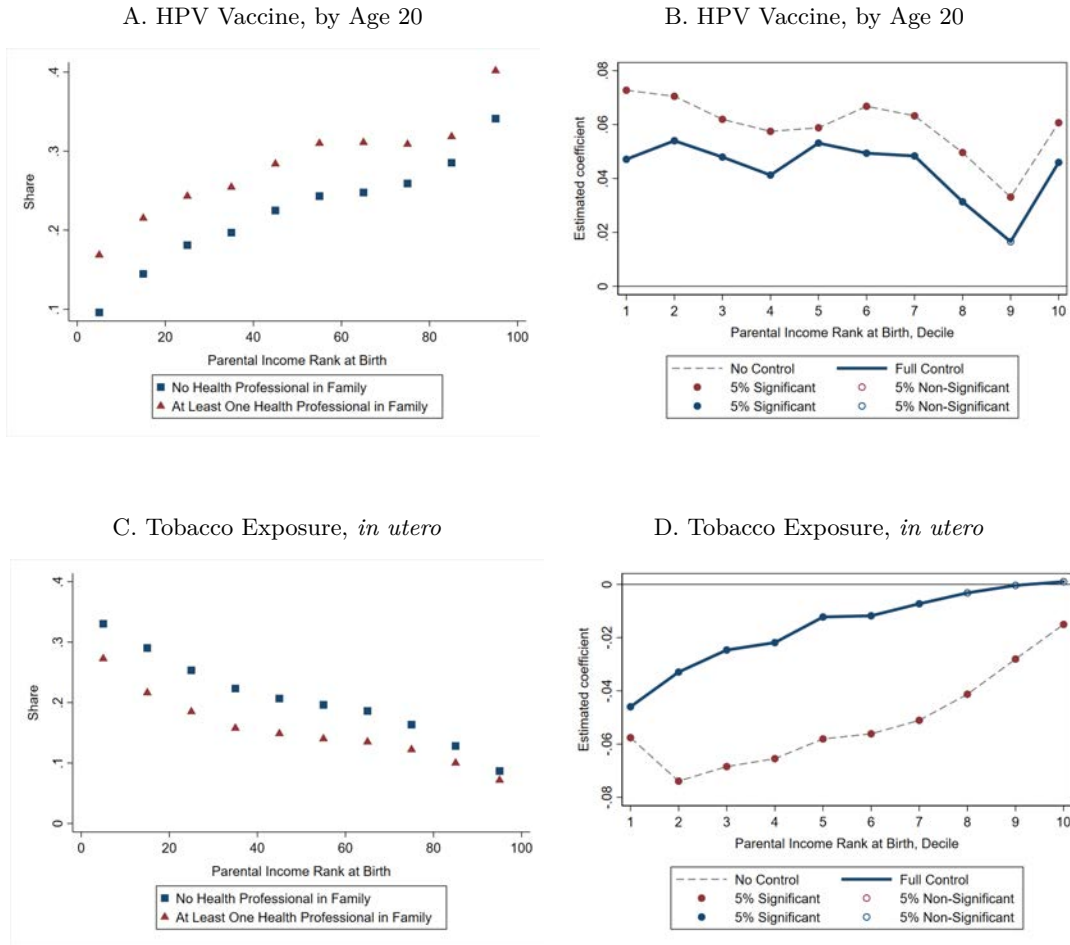 A. HPV Vaccine, by Age 20
Share
.4
.3
.2
.1
0 20 40 60 80 100
Parental Income Rank at Birth
No Health Professional in Family
At Least One Health Professional in Family
B. HPV Vaccine, by Age 20
Estimated coefficient
.08
.06
.04
.02
0
1 2 3 4 5 6 7 8 9 10
Parental Income Rank at Birth, Decile
No Control Full Control
5% Significant 5% Non-Significant
5% Significant 5% Non-Significant
C. Tobacco Exposure, in utero
Share
.4
.3
.2
.1
0
0 20 40 60 80 100
Parental Income Rank at Birth
No Health Professional in Family
At Least One Health Professional in Family
D. Tobacco Exposure, in utero
Estimated coefficient
0
-.02
-.04
-.06
-.08
1 2 3 4 5 6 7 8 9 10
Parental Income Rank at Birth, Decile
No Control Full Control
5% Significant 5% Non-Significant
5% Significant 5% Non-Significant